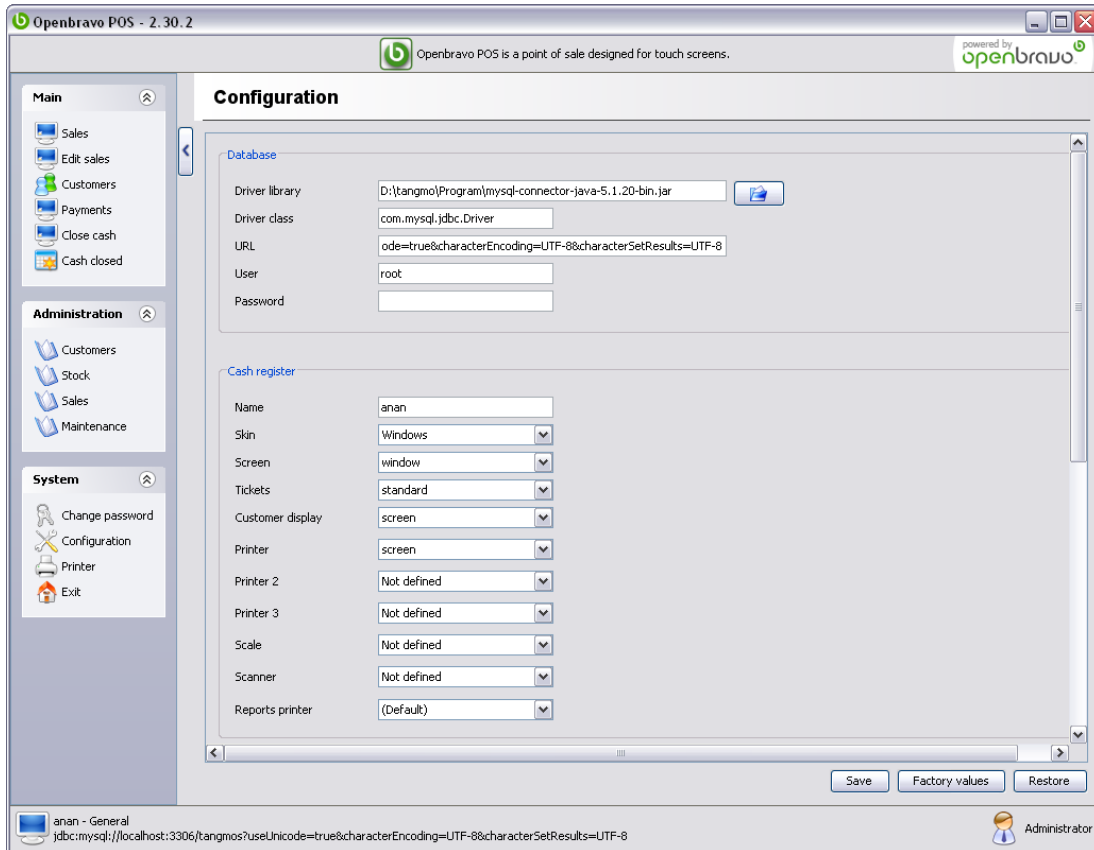 Openbravo POS - 2.30.2
Openbravo POS is a point of sale designed for touch screens.
powered by
openbravo
Main
Sales
Edit sales
Customers
Payments
Close cash
Cash closed
Administration
Customers
Stock
Sales
Maintenance
System
Change password
Configuration
Printer
Exit
Configuration
Database
Driver library D:\tangmo\Program\mysql-connector-java-5.1.20-bin.jar
Driver class com.mysql.jdbc.Driver
URL ode=true&characterEncoding=UTF-8&characterSetResults=UTF-8
User root
Password
Cash register
Name anan
Skin Windows
Screen window
Tickets standard
Customer display screen
Printer screen
Printer 2 Not defined
Printer 3 Not defined
Scale Not defined
Scanner Not defined
Reports printer (Default)
Save Factory values Restore
anan - General
jdbc:mysql://localhost:3306/tangmos?useUnicode=true&characterEncoding=UTF-8&characterSetResults=UTF-8
Administrator